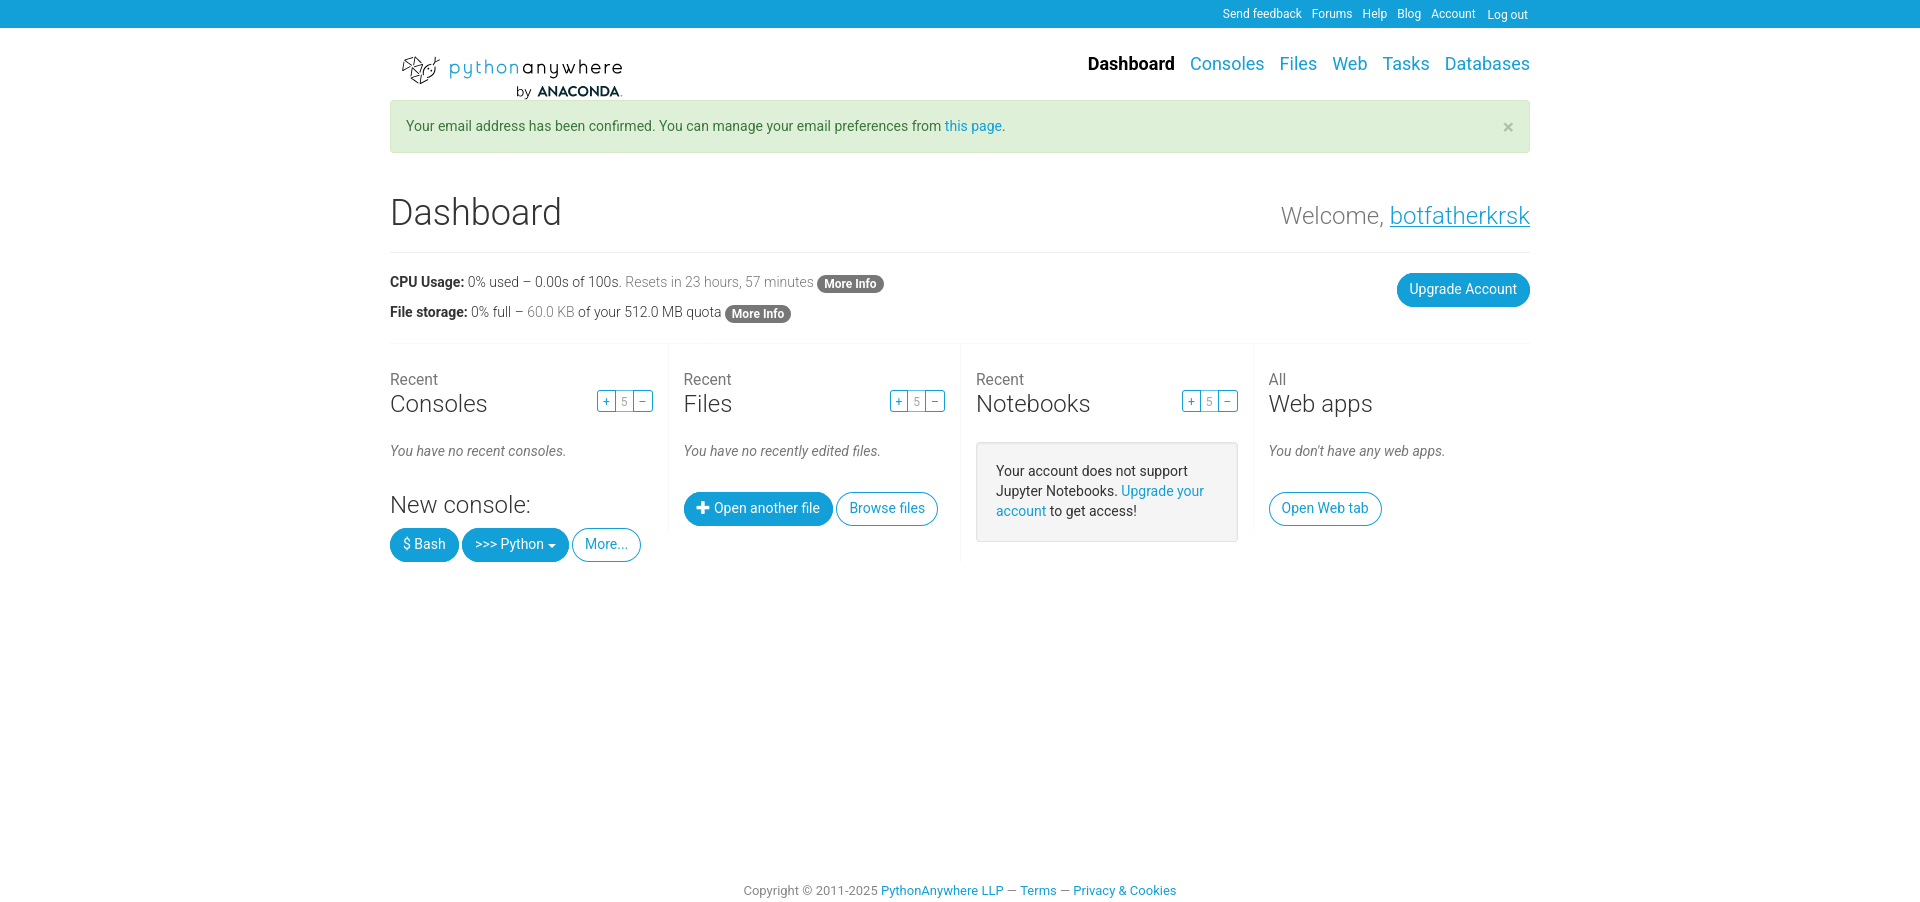 Send feedback Forums Help Blog Account Log out
pythonanywhere
by ANACONDA.
Dashboard Consoles Files Web Tasks Databases
Your email address has been confirmed. You can manage your email preferences from this page. ×
Dashboard
Welcome, botfatherkrsk
CPU Usage: 0% used – 0.00s of 100s. Resets in 23 hours, 57 minutes More Info
Upgrade Account
File storage: 0% full – 60.0 KB of your 512.0 MB quota More Info
Recent
Consoles
+ 5 −
You have no recent consoles.
New console:
$ Bash >>> Python More...
Recent
Files
+ 5 −
You have no recently edited files.
Open another file Browse files
Recent
Notebooks
+ 5 −
Your account does not support
Jupyter Notebooks. Upgrade your
account to get access!
All
Web apps
You don't have any web apps.
Open Web tab
Copyright © 2011-2025 PythonAnywhere LLP — Terms — Privacy & Cookies